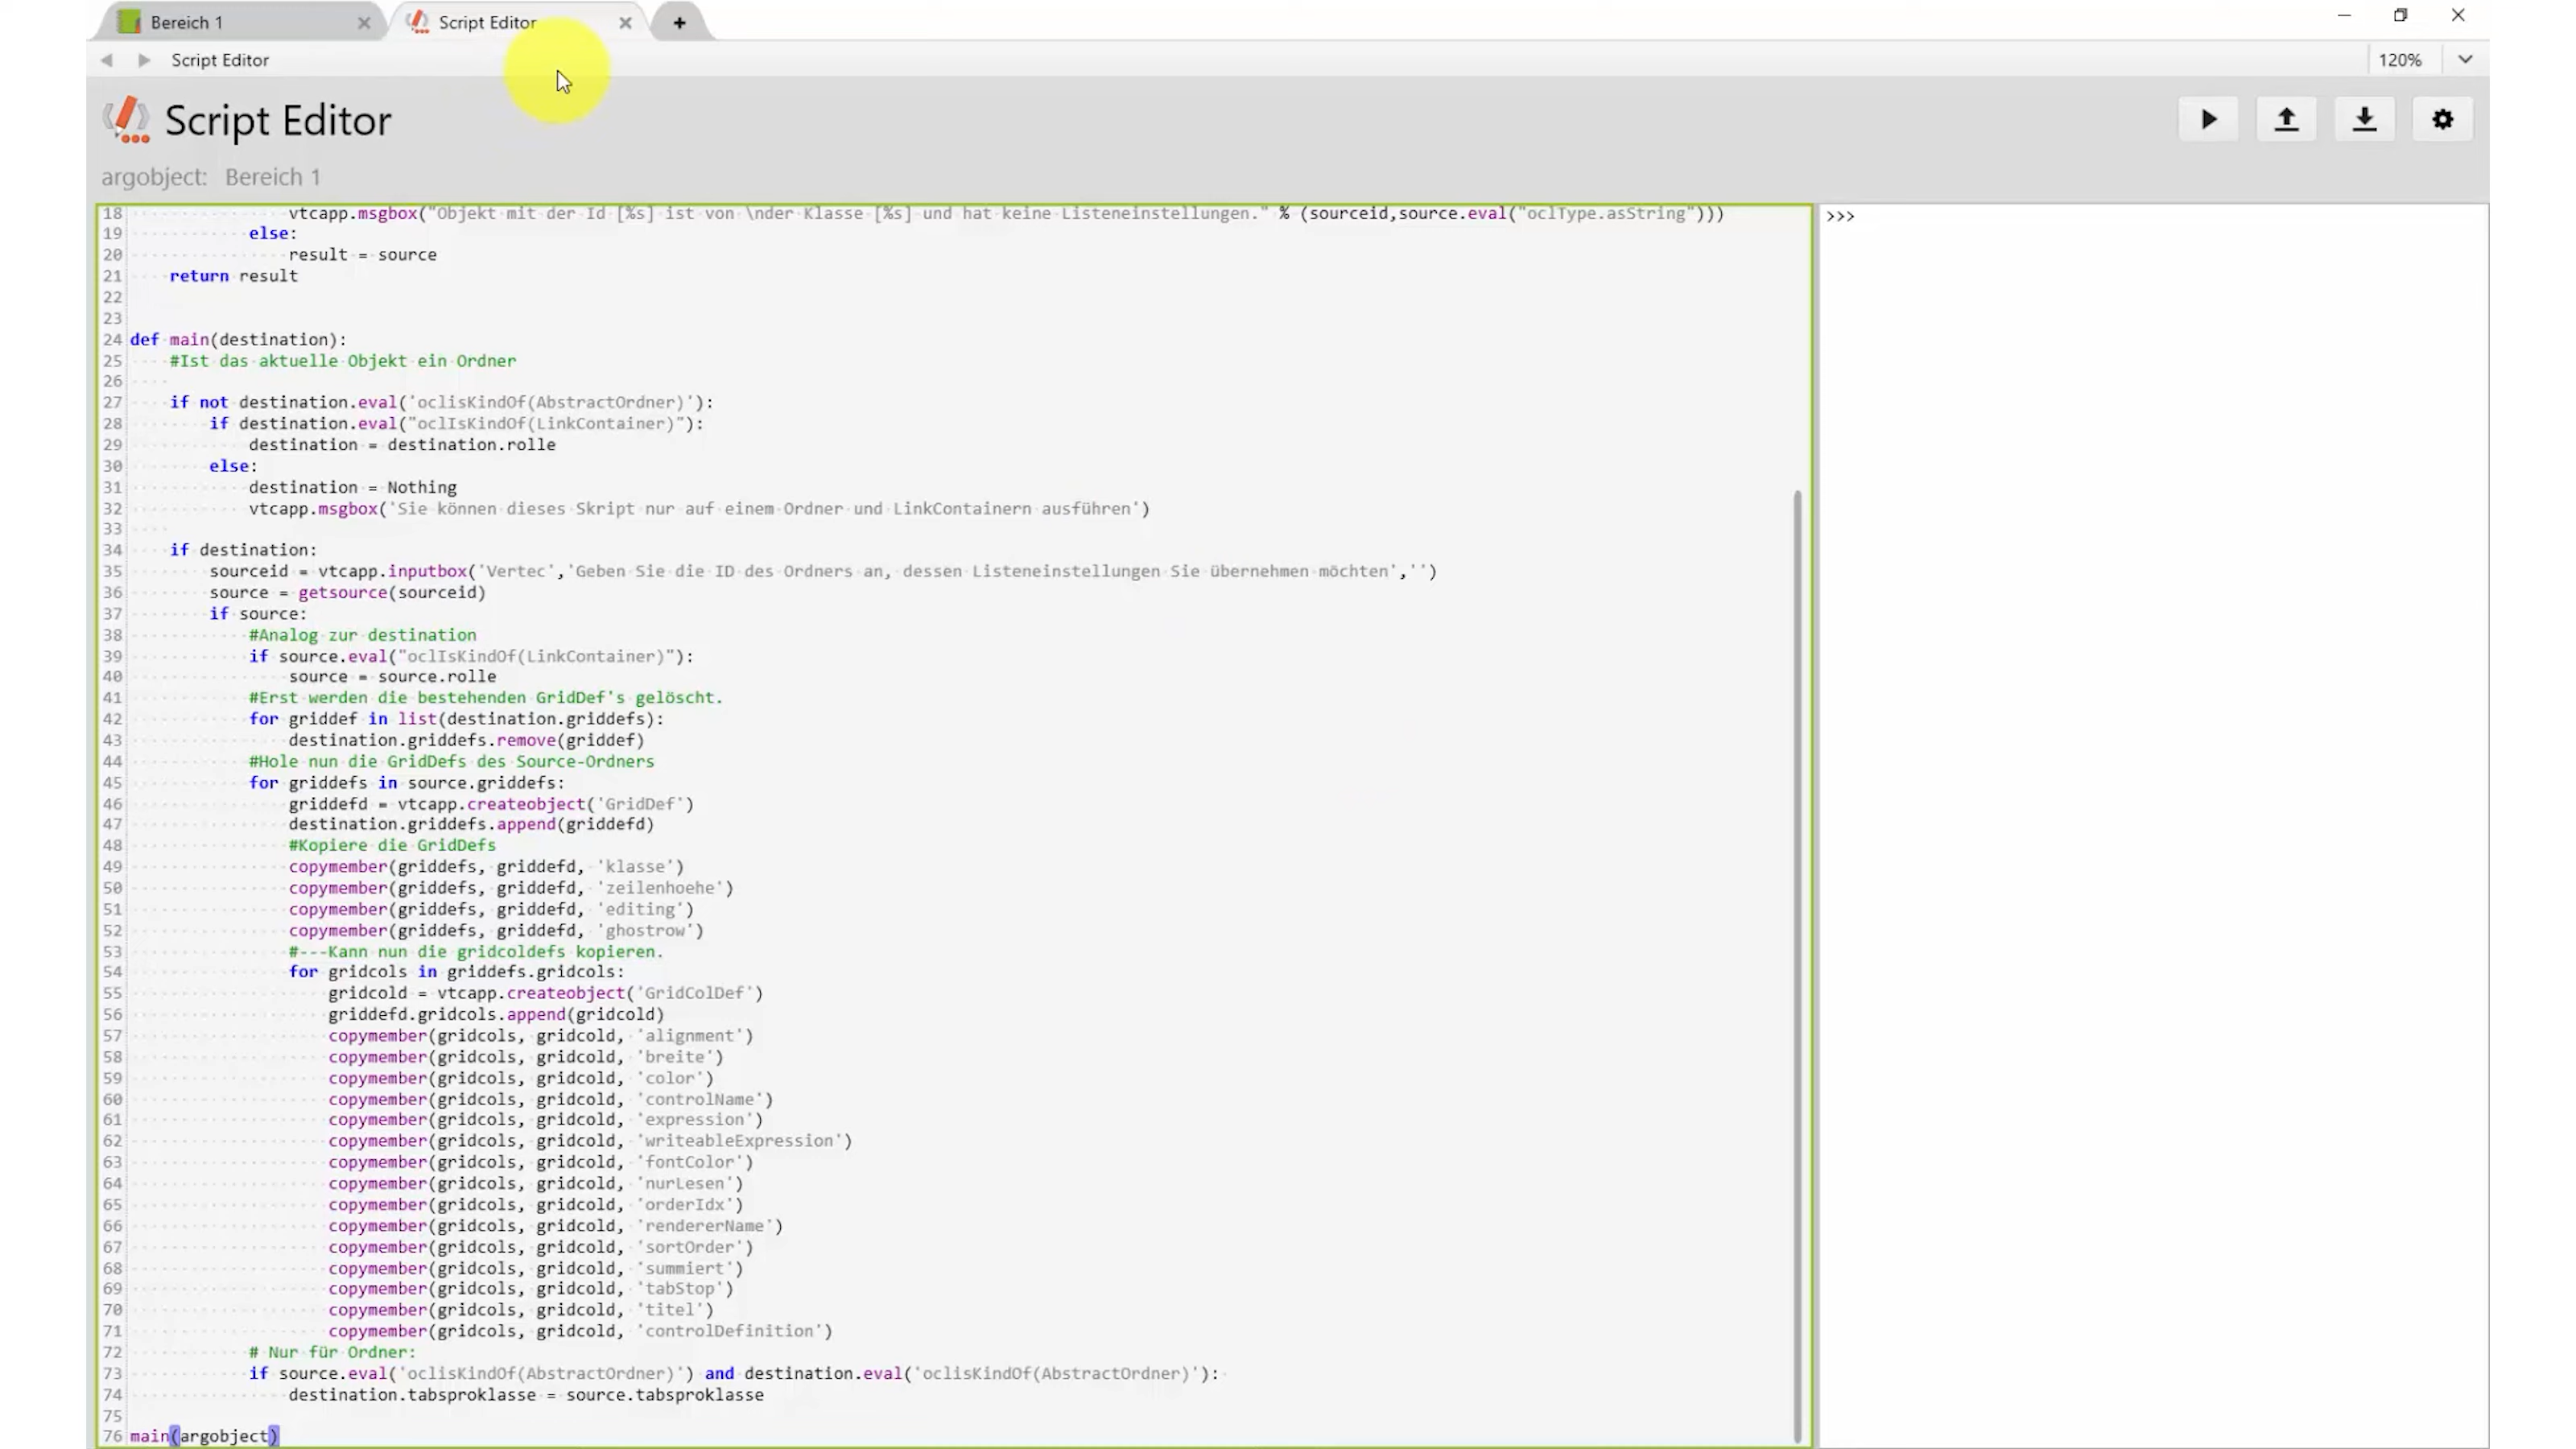 Bereich 1
Script Editor
Script Editor
120%
Script Editor
argobject: Bereich 1
18 vtcapp.msgbox("Objekt mit der Id [%s] ist von \nder Klasse [%s] und hat keine Listeneinstellungen." % (sourceid,source.eval("oclType.asString")))
>>>
19 else:
20 result = source
21 return result
22
23
24 def main(destination):
25 #Ist das aktuelle Objekt ein Ordner
26
27 if not destination.eval('oclisKindOf(AbstractOrdner)'):
28 if destination.eval("oclIsKindOf(LinkContainer)"):
29 destination = destination.rolle
30 else:
31 destination = Nothing
32 vtcapp.msgbox('Sie können dieses Skript nur auf einem Ordner und LinkContainern ausführen')
33
34 if destination:
35 sourceid = vtcapp.inputbox('Vertec','Geben Sie die ID des Ordners an, dessen Listeneinstellungen Sie übernehmen möchten','')
36 source = getsource(sourceid)
37 if source:
38 #Analog zur destination
39 if source.eval("oclIsKindOf(LinkContainer)"):
40 source = source.rolle
41 #Erst werden die bestehenden GridDef's gelöscht.
42 for griddef in list(destination.griddefs):
43 destination.griddefs.remove(griddef)
44 #Hole nun die GridDefs des Source-Ordners
45 for griddefs in source.griddefs:
46 griddefd = vtcapp.createobject('GridDef')
47 destination.griddefs.append(griddefd)
48 #Kopiere die GridDefs
49 copymember(griddefs, griddefd, 'klasse')
50 copymember(griddefs, griddefd, 'zeilenhoehe')
51 copymember(griddefs, griddefd, 'editing')
52 copymember(griddefs, griddefd, 'ghostrow')
53 #---Kann nun die gridcoldefs kopieren.
54 for gridcols in griddefs.gridcols:
55 gridcold = vtcapp.createobject('GridColDef')
56 griddefd.gridcols.append(gridcold)
57 copymember(gridcols, gridcold, 'alignment')
58 copymember(gridcols, gridcold, 'breite')
59 copymember(gridcols, gridcold, 'color')
60 copymember(gridcols, gridcold, 'controlName')
61 copymember(gridcols, gridcold, 'expression')
62 copymember(gridcols, gridcold, 'writeableExpression')
63 copymember(gridcols, gridcold, 'fontColor')
64 copymember(gridcols, gridcold, 'nurLesen')
65 copymember(gridcols, gridcold, 'orderIdx')
66 copymember(gridcols, gridcold, 'rendererName')
67 copymember(gridcols, gridcold, 'sortOrder')
68 copymember(gridcols, gridcold, 'summiert')
69 copymember(gridcols, gridcold, 'tabStop')
70 copymember(gridcols, gridcold, 'titel')
71 copymember(gridcols, gridcold, 'controlDefinition')
72 # Nur für Ordner:
73 if source.eval('oclisKindOf(AbstractOrdner)') and destination.eval('oclisKindOf(AbstractOrdner)'):
74 destination.tabsproklasse = source.tabsproklasse
75
76 main(argobject)